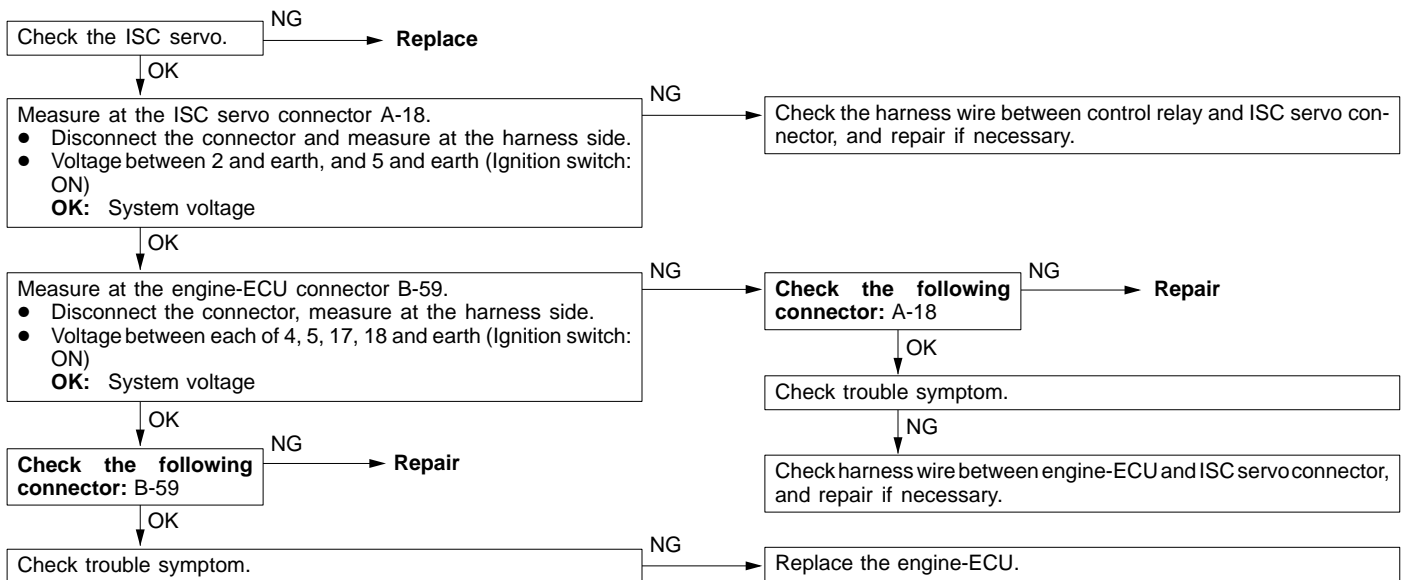 Check the ISC servo.
NG
Replace
OK
Measure at the ISC servo connector A-18.
● Disconnect the connector and measure at the harness side.
● Voltage between 2 and earth, and 5 and earth (Ignition switch:
ON)
OK: System voltage
NG
Check the harness wire between control relay and ISC servo con-
nector, and repair if necessary.
OK
Measure at the engine-ECU connector B-59.
● Disconnect the connector, measure at the harness side.
● Voltage between each of 4, 5, 17, 18 and earth (Ignition switch:
ON)
OK: System voltage
NG
Check the following
connector: A-18
NG
Repair
OK
Check trouble symptom.
NG
Check harness wire between engine-ECU and ISC servo connector,
and repair if necessary.
OK
Check the following
connector: B-59
NG
Repair
OK
Check trouble symptom.
NG
Replace the engine-ECU.